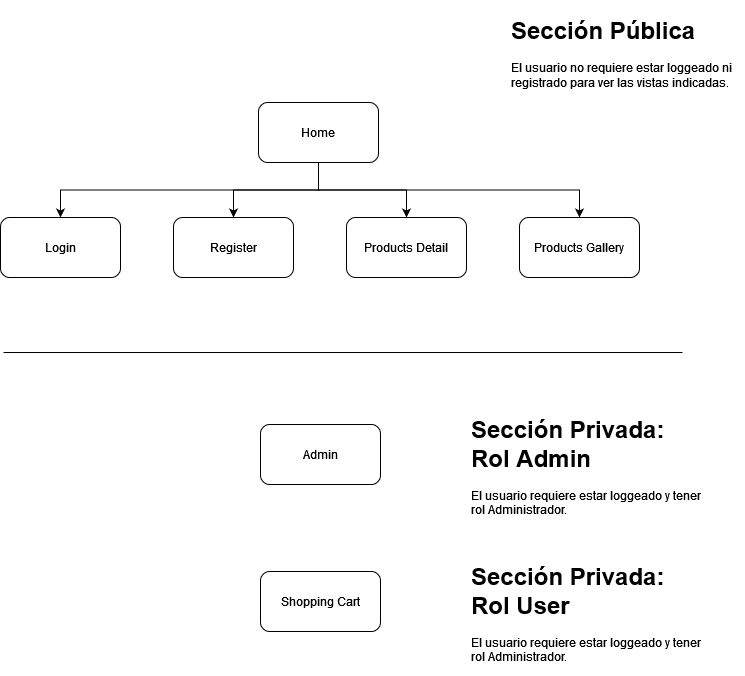 Sección Pública
El usuario no requiere estar loggeado ni
registrado para ver las vistas indicadas.
Home
Login
Register
Products Detail
Products Gallery
Sección Privada:
Rol Admin
Admin
El usuario requiere estar loggeado y tener
rol Administrador.
Sección Privada:
Rol User
Shopping Cart
El usuario requiere estar loggeado y tener
rol Administrador.